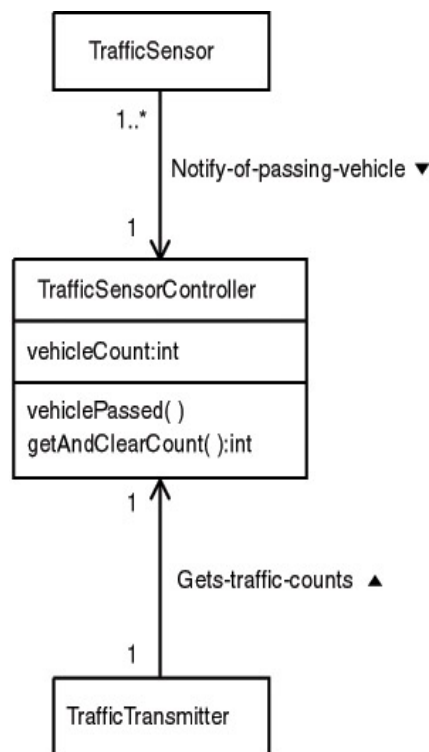 TrafficSensor
1..*
Notify-of-passing-vehicle ▼
1
TrafficSensorController
vehicleCount:int
vehiclePassed( )
getAndClearCount( ):int
1
Gets-traffic-counts ▲
1
TrafficTransmitter